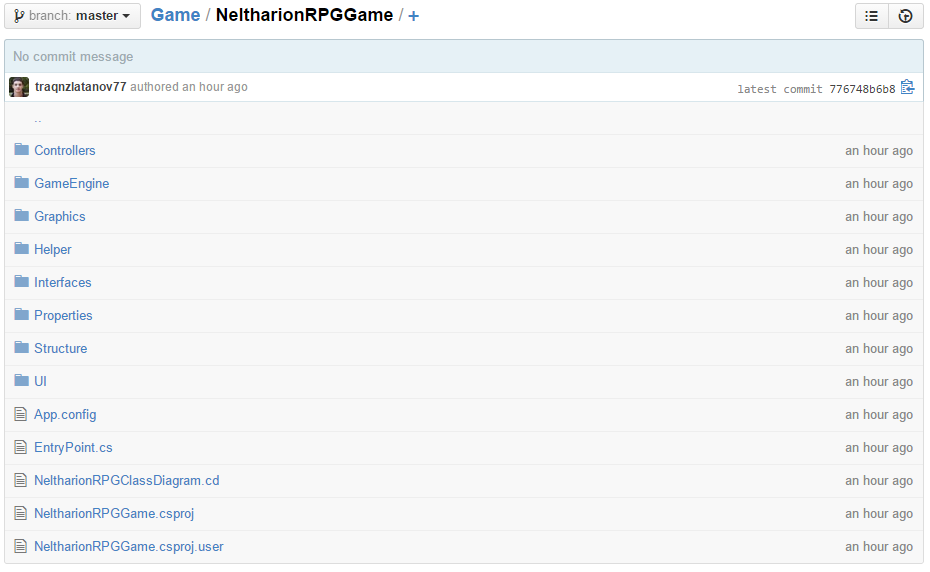 branch: master Game / NeltharionRPGGame / +
No commit message
traqnzlatanov77 authored an hour ago latest commit 776748b6b8
..
Controllers an hour ago
GameEngine an hour ago
Graphics an hour ago
Helper an hour ago
Interfaces an hour ago
Properties an hour ago
Structure an hour ago
UI an hour ago
App.config an hour ago
EntryPoint.cs an hour ago
NeltharionRPGClassDiagram.cd an hour ago
NeltharionRPGGame.csproj an hour ago
NeltharionRPGGame.csproj.user an hour ago